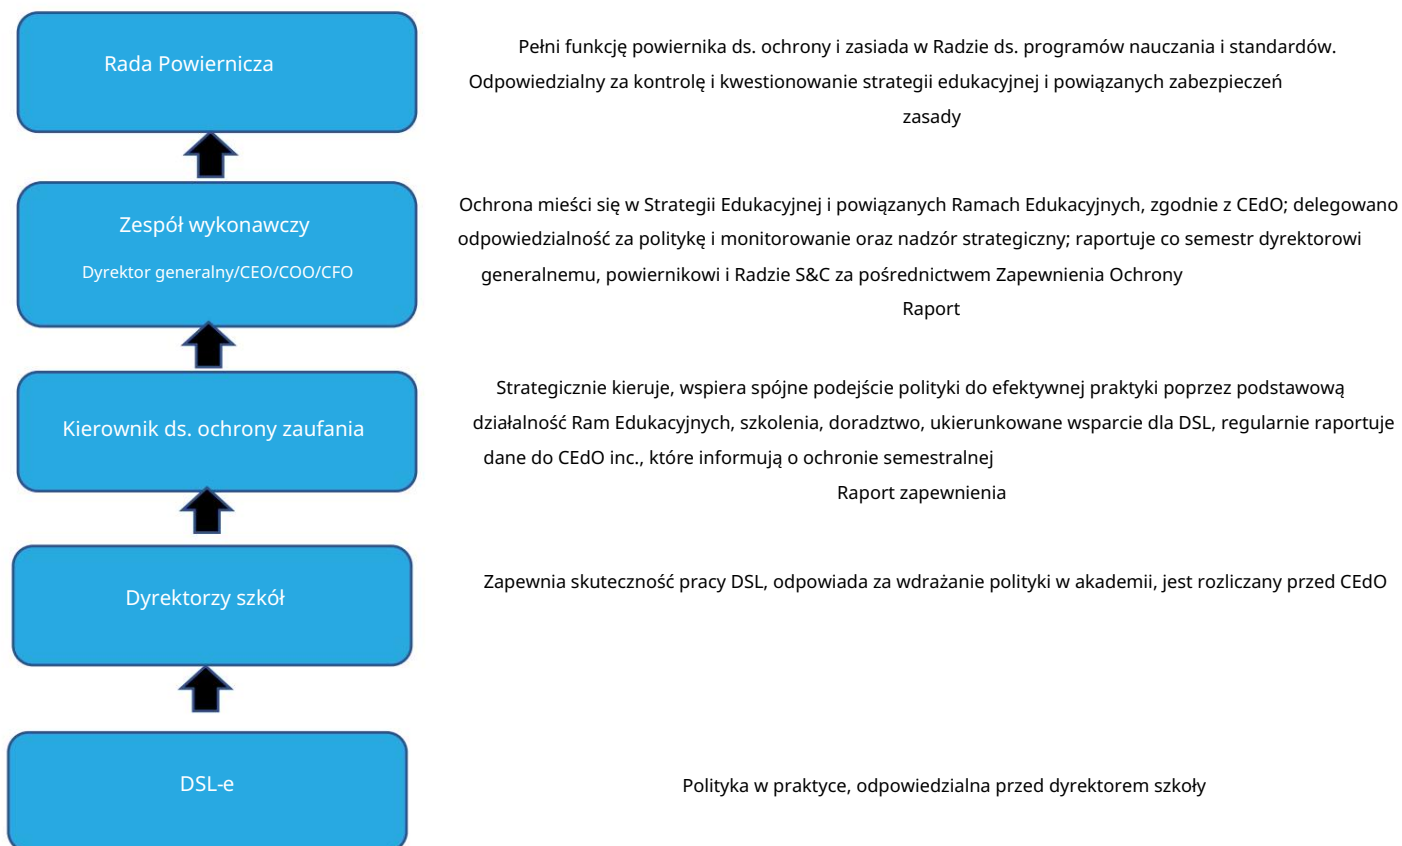 Rada Powiernicza
Pełni funkcję powiernika ds. ochrony i zasiada w Radzie ds. programów nauczania i standardów.
Odpowiedzialny za kontrolę i kwestionowanie strategii edukacyjnej i powiązanych zabezpieczeń
zasady
Zespół wykonawczy
Dyrektor generalny/CEO/COO/CFO
Ochrona mieści się w Strategii Edukacyjnej i powiązanych Ramach Edukacyjnych, zgodnie z CEdO; delegowano
odpowiedzialność za politykę i monitorowanie oraz nadzór strategiczny; raportuje co semestr dyrektorowi
generalnemu, powiernikowi i Radzie S&C za pośrednictwem Zapewnienia Ochrony
Raport
Kierownik ds. ochrony zaufania
Strategicznie kieruje, wspiera spójne podejście polityki do efektywnej praktyki poprzez podstawową
działalność Ram Edukacyjnych, szkolenia, doradztwo, ukierunkowane wsparcie dla DSL, regularnie raportuje
dane do CEdO inc., które informują o ochronie semestralnej
Raport zapewnienia
Dyrektorzy szkół
Zapewnia skuteczność pracy DSL, odpowiada za wdrażanie polityki w akademii, jest rozliczany przed CEdO
DSL-e
Polityka w praktyce, odpowiedzialna przed dyrektorem szkoły